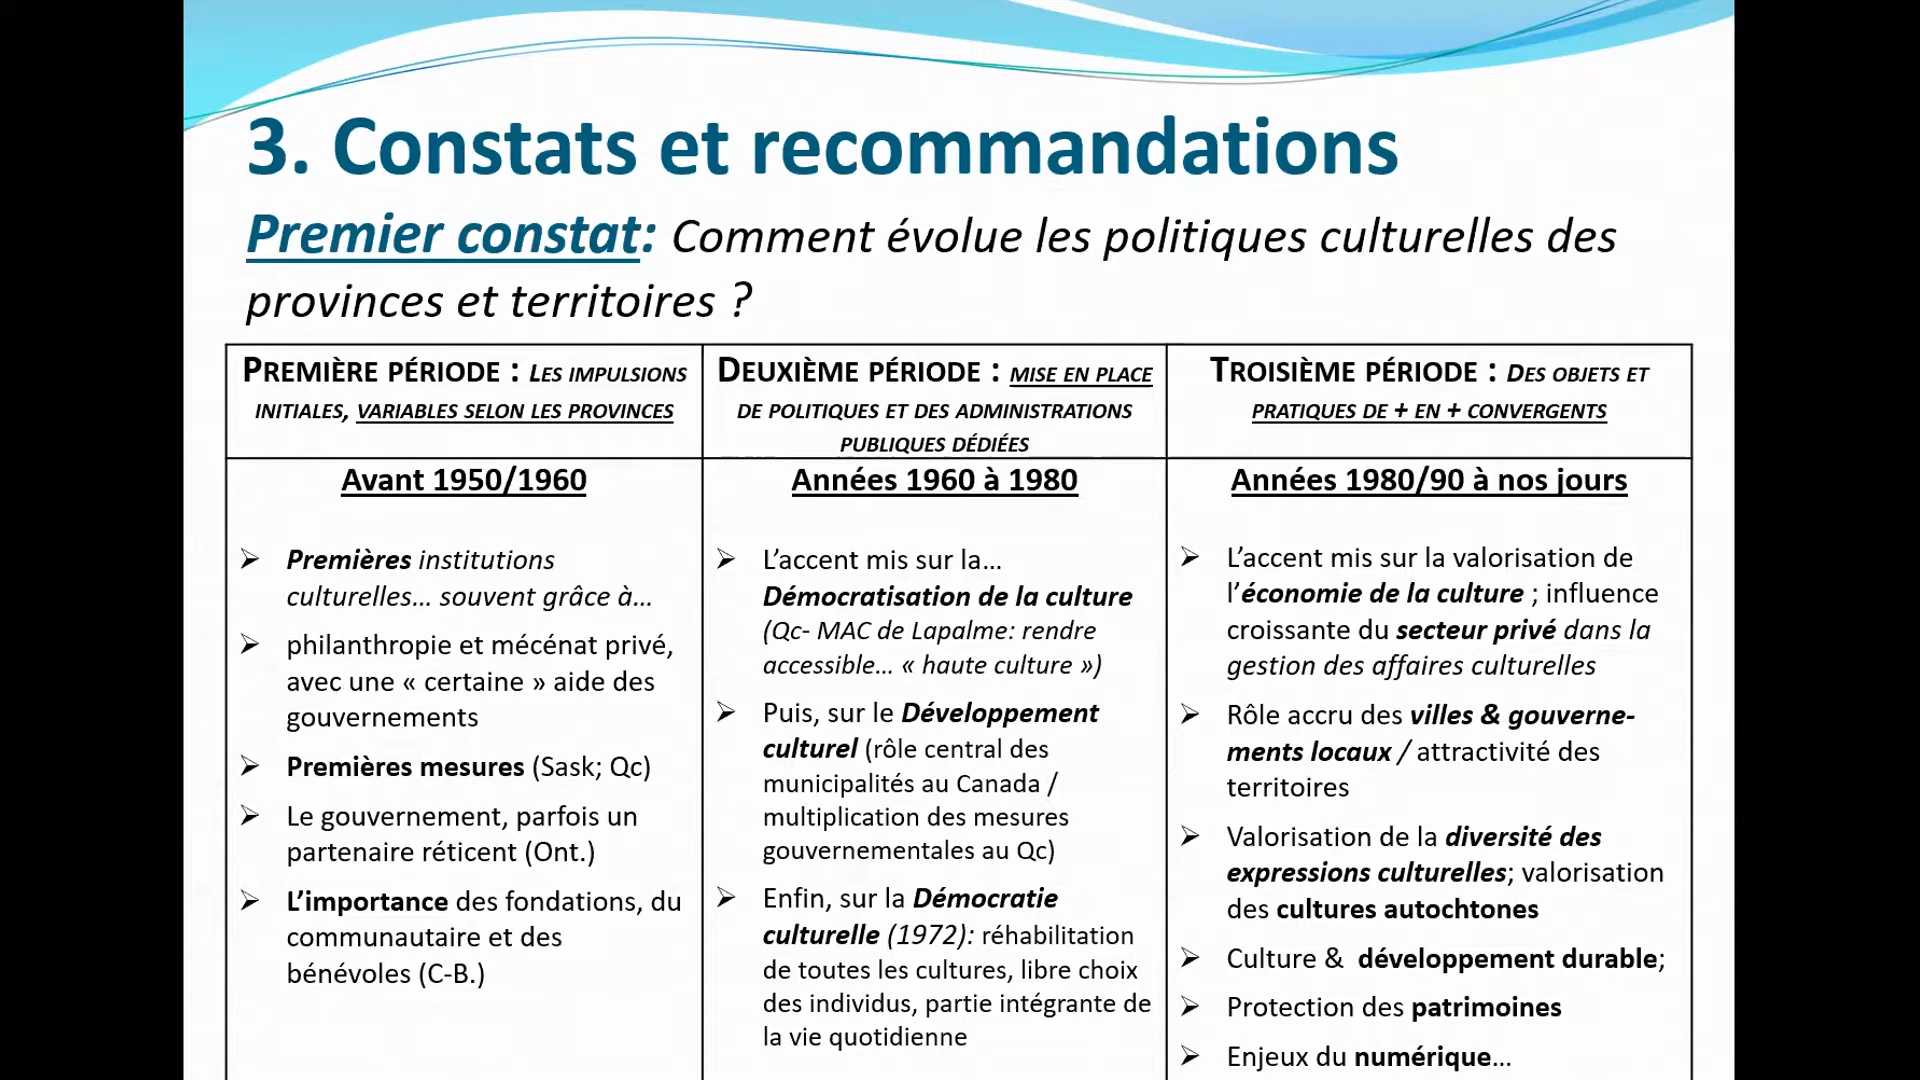 3. Constats et recommandations
Premier constat: Comment évolue les politiques culturelles des
provinces et territoires ?
PREMIÈRE PÉRIODE : LES IMPULSIONS
INITIALES, VARIABLES SELON LES PROVINCES
Avant 1950/1960
➢ Premières institutions
culturelles... souvent grâce à...
➢ philanthropie et mécénat privé,
avec une « certaine » aide des
gouvernements
➢ Premières mesures (Sask; Qc)
➢ Le gouvernement, parfois un
partenaire réticent (Ont.)
➢ L'importance des fondations, du
communautaire et des
bénévoles (C-B.)
DEUXIÈME PÉRIODE : MISE EN PLACE
DE POLITIQUES ET DES ADMINISTRATIONS
PUBLIQUES DÉDIÉES
Années 1960 à 1980
➢ L'accent mis sur la...
Démocratisation de la culture
(Qc- MAC de Lapalme: rendre
accessible... « haute culture »)
➢ Puis, sur le Développement
culturel (rôle central des
municipalités au Canada /
multiplication des mesures
gouvernementales au Qc)
➢ Enfin, sur la Démocratie
culturelle (1972): réhabilitation
de toutes les cultures, libre choix
des individus, partie intégrante de
la vie quotidienne
TROISIÈME PÉRIODE : DES OBJETS ET
PRATIQUES DE + EN + CONVERGENTS
Années 1980/90 à nos jours
➢ L'accent mis sur la valorisation de
l'économie de la culture ; influence
croissante du secteur privé dans la
gestion des affaires culturelles
➢ Rôle accru des villes & gouverne-
ments locaux / attractivité des
territoires
➢ Valorisation de la diversité des
expressions culturelles; valorisation
des cultures autochtones
➢ Culture & développement durable;
➢ Protection des patrimoines
➢ Enjeux du numérique...